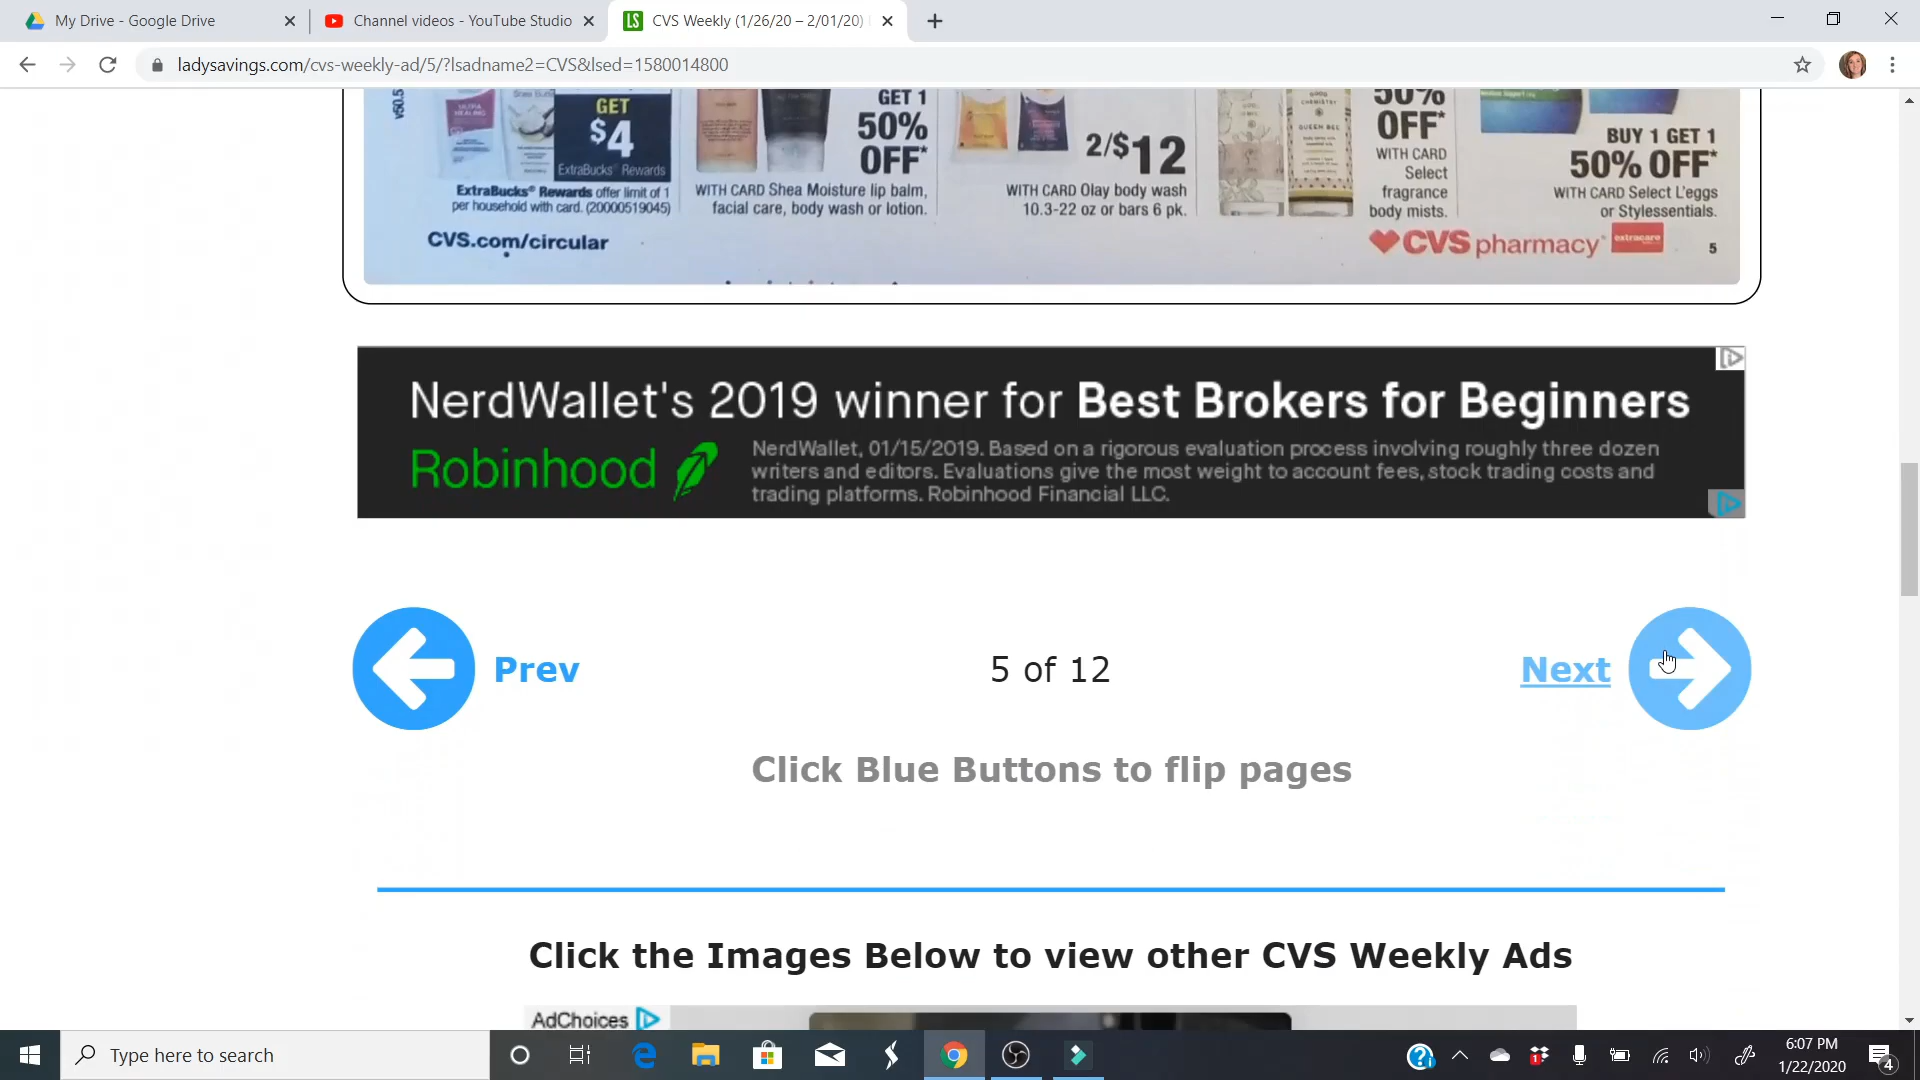 My Drive - Google Drive
Channel videos - YouTube Studio
LS CVS Weekly (1/26/20 – 2/01/20)
ladysavings.com/cvs-weekly-ad/5/?lsadname2=CVS&lsed=1580014800
GET
$4
ExtraBucks® Rewards
ExtraBucks® Rewards offer limit of 1
per household with card. (20000519045)
GET 1
50%
OFF*
WITH CARD Shea Moisture lip balm,
facial care, body wash or lotion.
2/$12
WITH CARD Olay body wash
10.3-22 oz or bars 6 pk.
QUEEN BEE
50%
OFF*
WITH CARD
Select
fragrance
body mists.
BUY 1 GET 1
50% OFF*
WITH CARD Select L'eggs
or Stylessentials.
CVS.com/circular
CVS pharmacy® extracare
5
NerdWallet's 2019 winner for Best Brokers for Beginners
Robinhood
NerdWallet, 01/15/2019. Based on a rigorous evaluation process involving roughly three dozen
writers and editors. Evaluations give the most weight to account fees, stock trading costs and
trading platforms. Robinhood Financial LLC.
Prev
5 of 12
Next
Click Blue Buttons to flip pages
Click the Images Below to view other CVS Weekly Ads
AdChoices
Type here to search
1
6:07 PM
1/22/2020
4